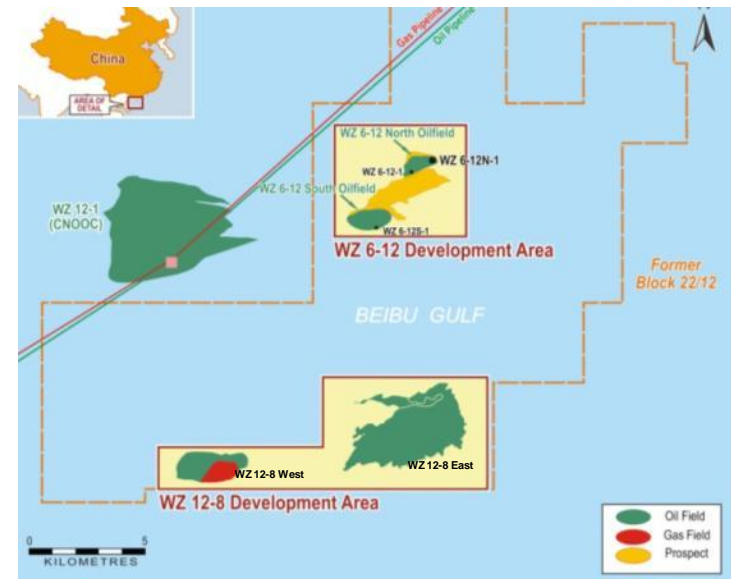 China
AREA OF
DETAIL
Gas Pipeline
Oil Pipeline
N
WZ 6-12 North Oilfield
WZ 6-12N-1
WZ 6-12-1
WZ 6-12 South Oilfield
WZ 6-12S-1
WZ 12-1
(CNOOC)
WZ 6-12 Development Area
Former
Block 22/12
BEIBU GULF
WZ 12-8 West
WZ 12-8 East
WZ 12-8 Development Area
0
5
KILOMETRES
Oil Field
Gas Field
Prospect